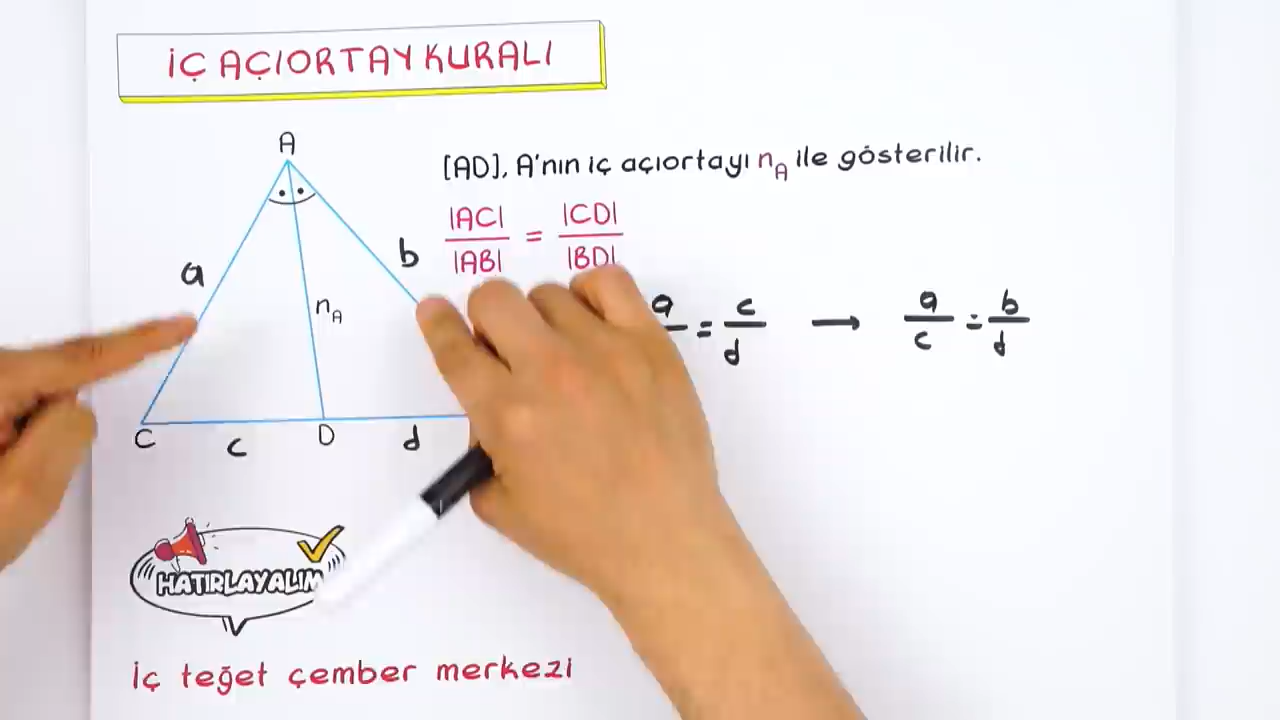 İÇ AÇIORTAY KURALI
A
[AD], A'nın iç açıortayı n_A ile gösterilir.
|AC| / |AB| = |CD| / |BD|
a
b
n_A
a = c / d → a / c = b / d
C
D
c
d
HATIRLAYALIM
İç teğet çember merkezi